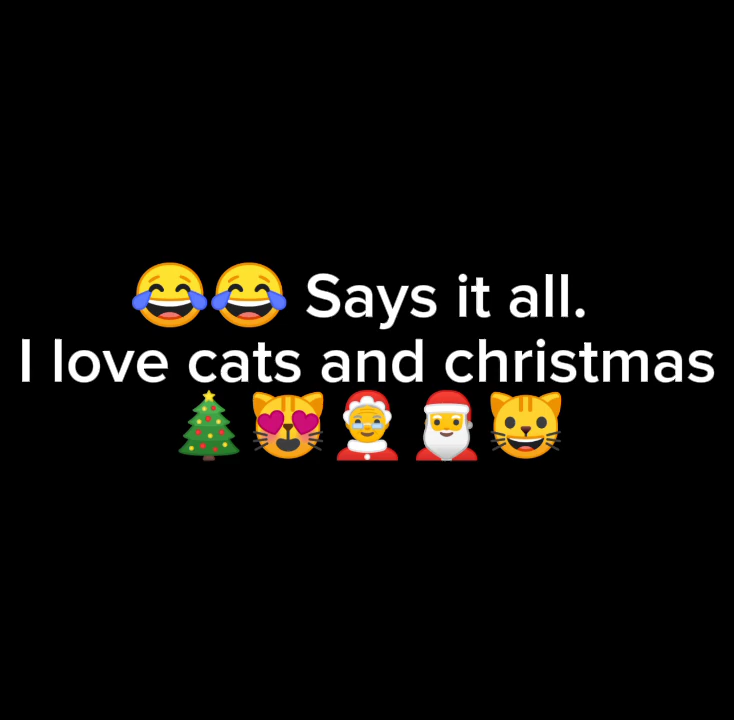 😂😂 Says it all.
I love cats and christmas
🎄😻🤶🎅😺